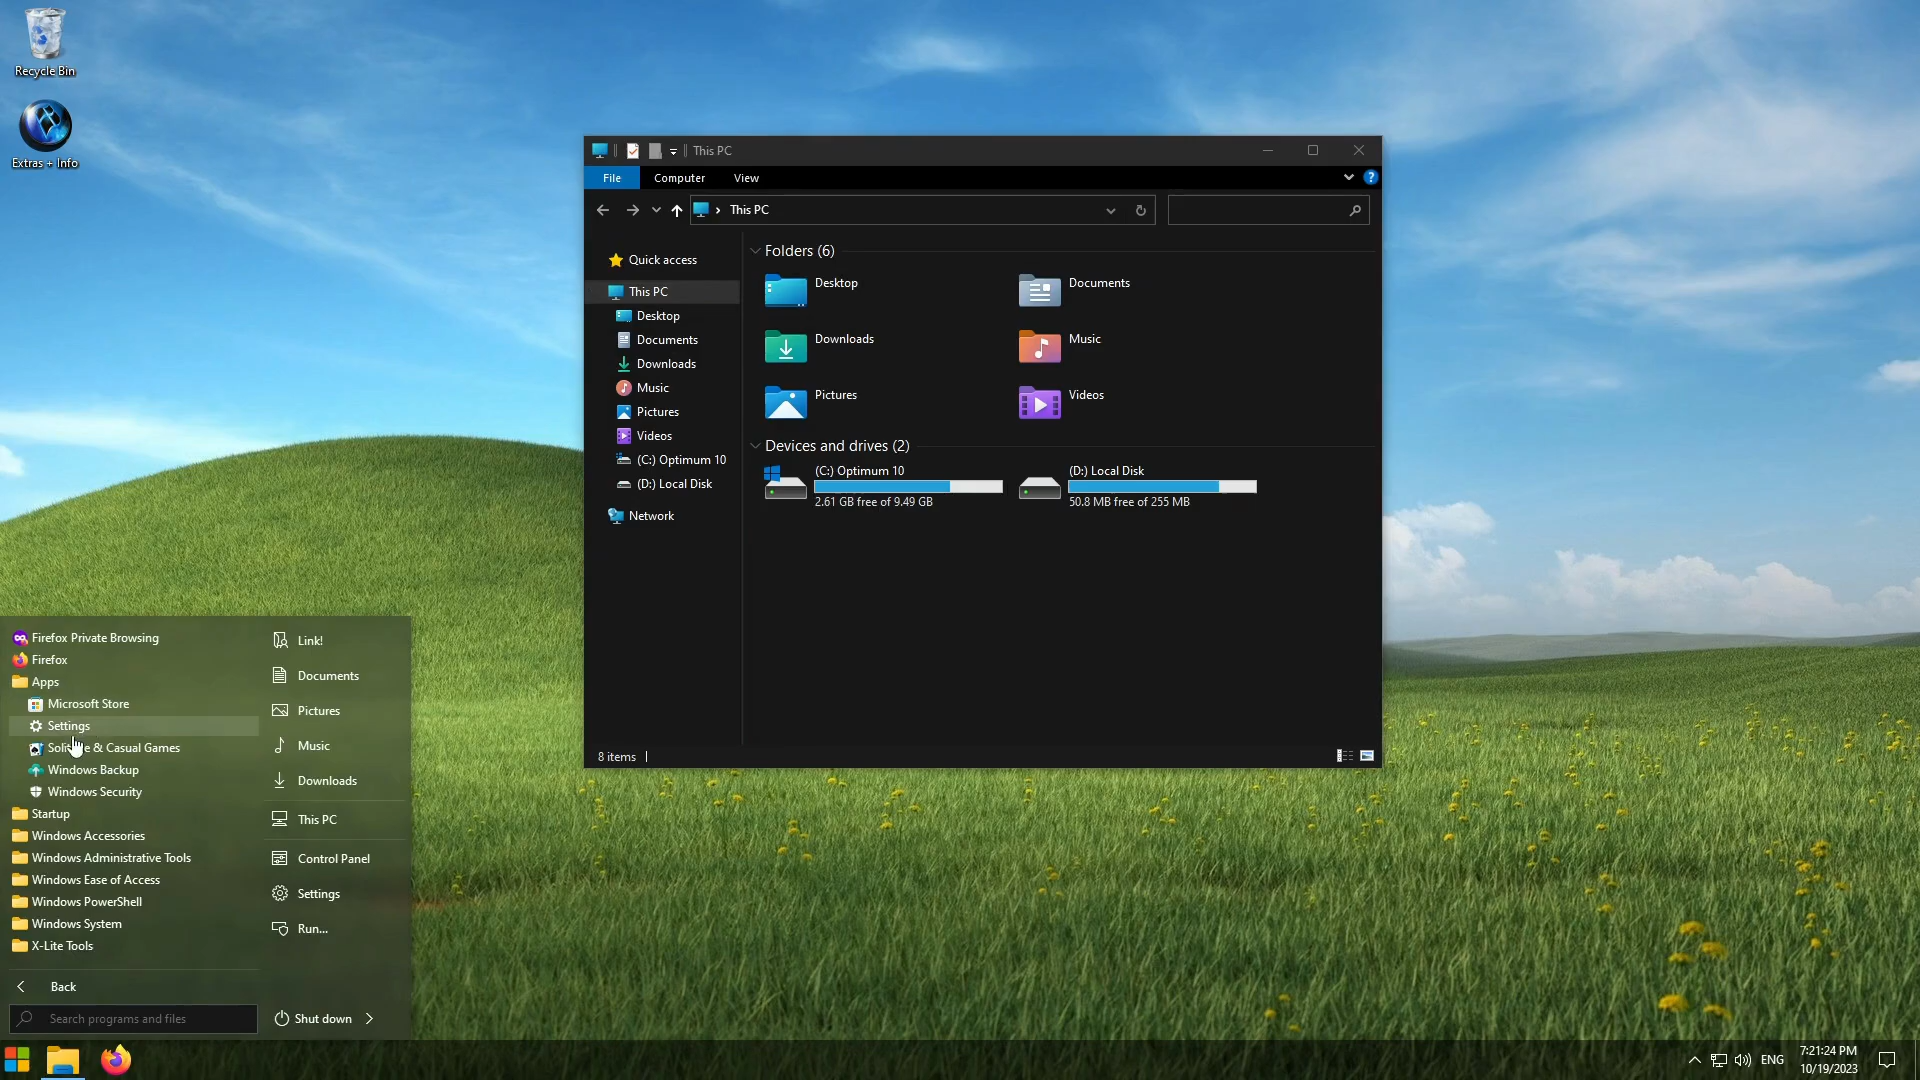 Recycle Bin
Extras + Info
This PC
File
Computer
View
?
This PC
Quick access
This PC
Desktop
Documents
Downloads
Music
Pictures
Videos
(C:) Optimum 10
(D:) Local Disk
Network
Folders (6)
Desktop
Documents
Downloads
Music
Pictures
Videos
Devices and drives (2)
(C:) Optimum 10
2.61 GB free of 9.49 GB
(D:) Local Disk
50.8 MB free of 255 MB
8 items
Firefox Private Browsing
Firefox
Apps
Microsoft Store
Settings
& Casual Games
Windows Backup
Windows Security
Startup
Windows Accessories
Windows Administrative Tools
Windows Ease of Access
Windows PowerShell
Windows System
X-Lite Tools
Back
Search programs and files
Link!
Documents
Pictures
Music
Downloads
This PC
Control Panel
Settings
Run...
Shut down
ENG
7:21:24 PM
10/19/2023